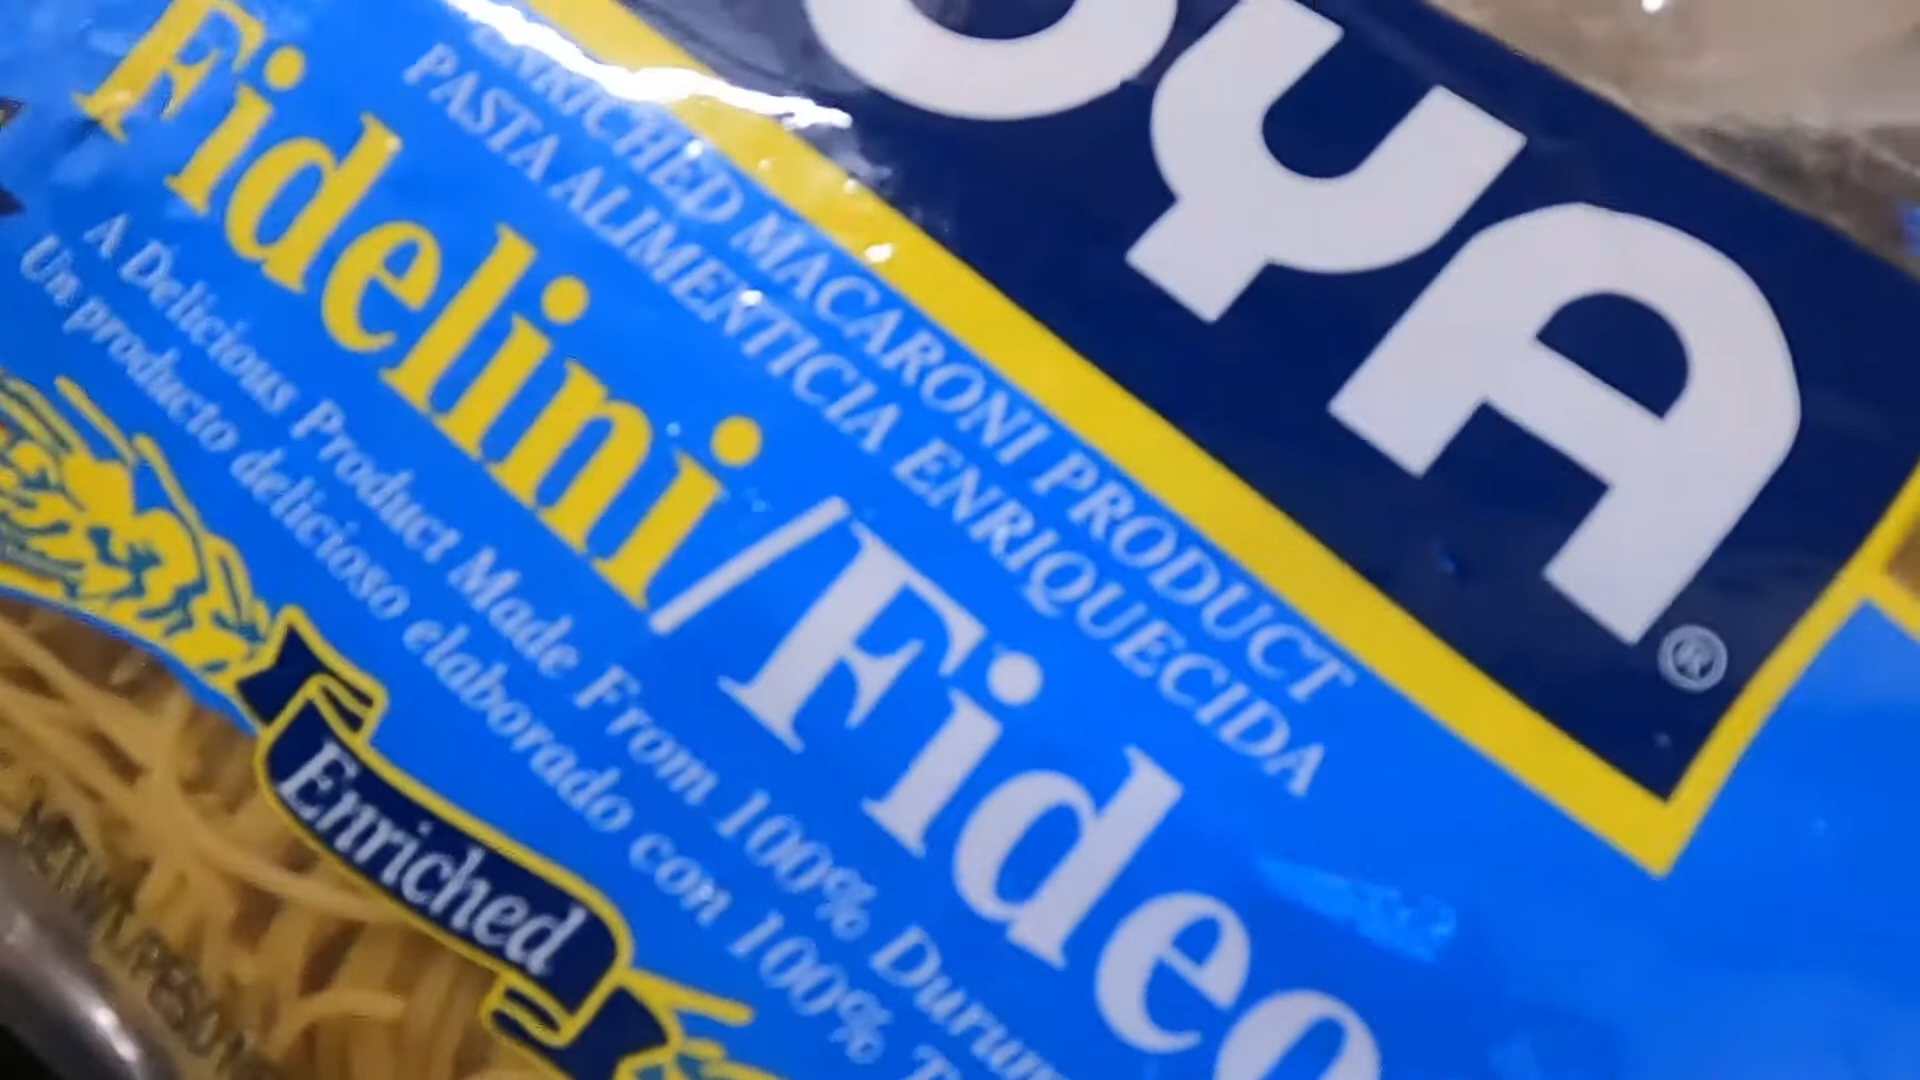 OYA®
ENRICHED MACARONI PRODUCT
PASTA ALIMENTICIA ENRIQUECIDA
Fidelini/Fideo
A Delicious Product Made From 100% Durum
Un producto delicioso elaborado con 100%
Enriched